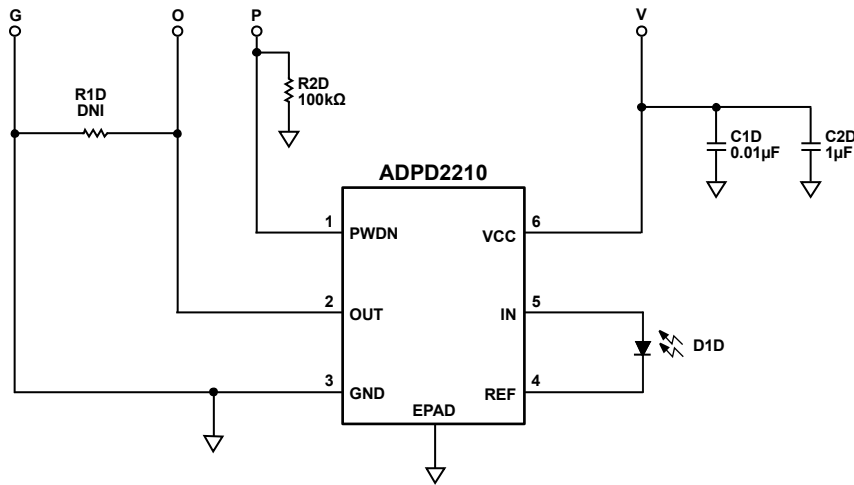 G
O
P
V
R1D
DNI
R2D
100kΩ
C1D
0.01µF
C2D
1µF
ADPD2210
1
PWDN
VCC
6
2
OUT
IN
5
D1D
3
GND
REF
4
EPAD